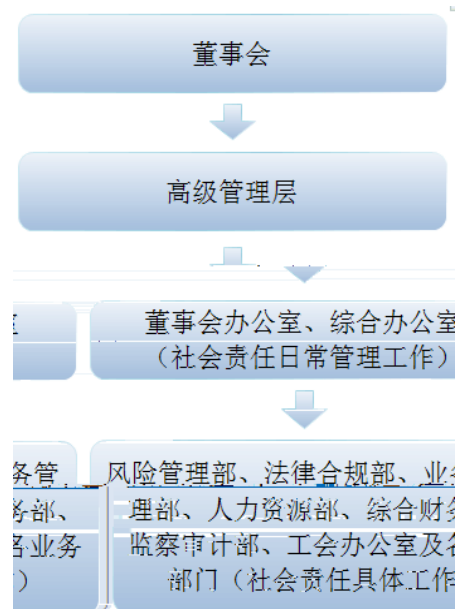 董事会
高级管理层
董事会办公室、综合办公室
（社会责任日常管理工作）
务管
务部、
业务
）
风险管理部、法律合规部、业务
理部、人力资源部、综合财务
监察审计部、工会办公室及各
部门（社会责任具体工作